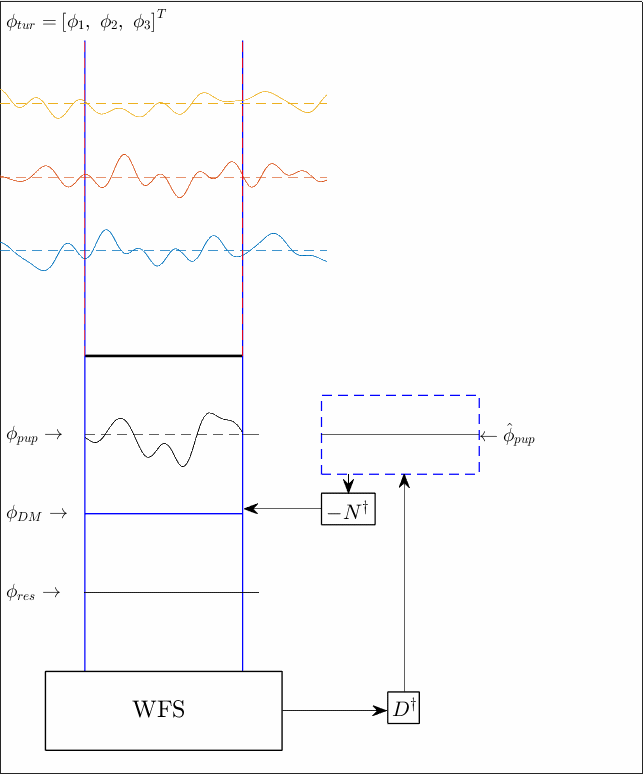 ϕ_tur = [ϕ_1, ϕ_2, ϕ_3]^T
ϕ_pup →
ϕ̂_pup
−N^†
ϕ_DM →
ϕ_res →
WFS
D^†